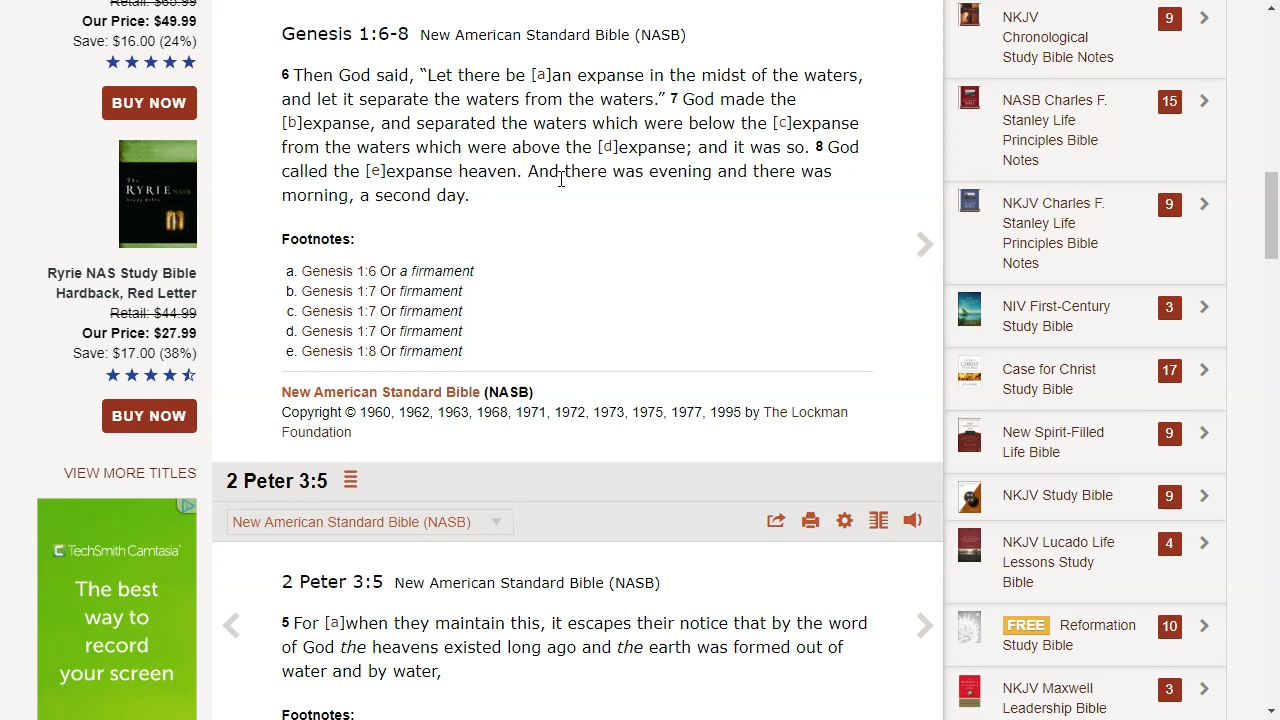 Retail: $65.99
Our Price: $49.99
Save: $16.00 (24%)
BUY NOW
The
RYRIE NAS
Study Bible
Ryrie NAS Study Bible
Hardback, Red Letter
Retail: $44.99
Our Price: $27.99
Save: $17.00 (38%)
BUY NOW
VIEW MORE TITLES
TechSmith Camtasia
The best
way to
record
your screen
Genesis 1:6-8 New American Standard Bible (NASB)
6 Then God said, “Let there be [a]an expanse in the midst of the waters,
and let it separate the waters from the waters.” 7 God made the
[b]expanse, and separated the waters which were below the [c]expanse
from the waters which were above the [d]expanse; and it was so. 8 God
called the [e]expanse heaven. And there was evening and there was
morning, a second day.
Footnotes:
a. Genesis 1:6 Or a firmament
b. Genesis 1:7 Or firmament
c. Genesis 1:7 Or firmament
d. Genesis 1:7 Or firmament
e. Genesis 1:8 Or firmament
New American Standard Bible (NASB)
Copyright © 1960, 1962, 1963, 1968, 1971, 1972, 1973, 1975, 1977, 1995 by The Lockman
Foundation
2 Peter 3:5
New American Standard Bible (NASB)
2 Peter 3:5 New American Standard Bible (NASB)
5 For [a]when they maintain this, it escapes their notice that by the word
of God the heavens existed long ago and the earth was formed out of
water and by water,
Footnotes:
NKJV 9
Chronological
Study Bible Notes
NASB Charles F. 15
Stanley Life
Principles Bible
Notes
NKJV Charles F. 9
Stanley Life
Principles Bible
Notes
NIV First-Century 3
Study Bible
Case for Christ 17
Study Bible
New Spirit-Filled 9
Life Bible
NKJV Study Bible 9
NKJV Lucado Life 4
Lessons Study
Bible
FREE Reformation 10
Study Bible
NKJV Maxwell 3
Leadership Bible